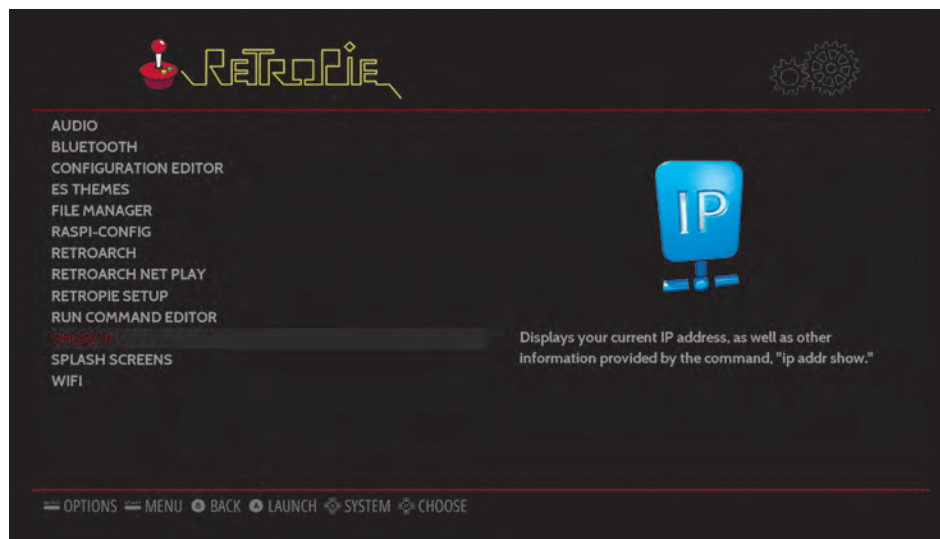 RETROPIE
AUDIO
BLUETOOTH
CONFIGURATION EDITOR
ES THEMES
FILE MANAGER
RASPI-CONFIG
RETROARCH
RETROARCH NET PLAY
RETROPIE SETUP
RUN COMMAND EDITOR
SHOW IP
SPLASH SCREENS
WIFI
IP
Displays your current IP address, as well as other
information provided by the command, "ip addr show."
OPTIONS MENU B BACK A LAUNCH SYSTEM CHOOSE